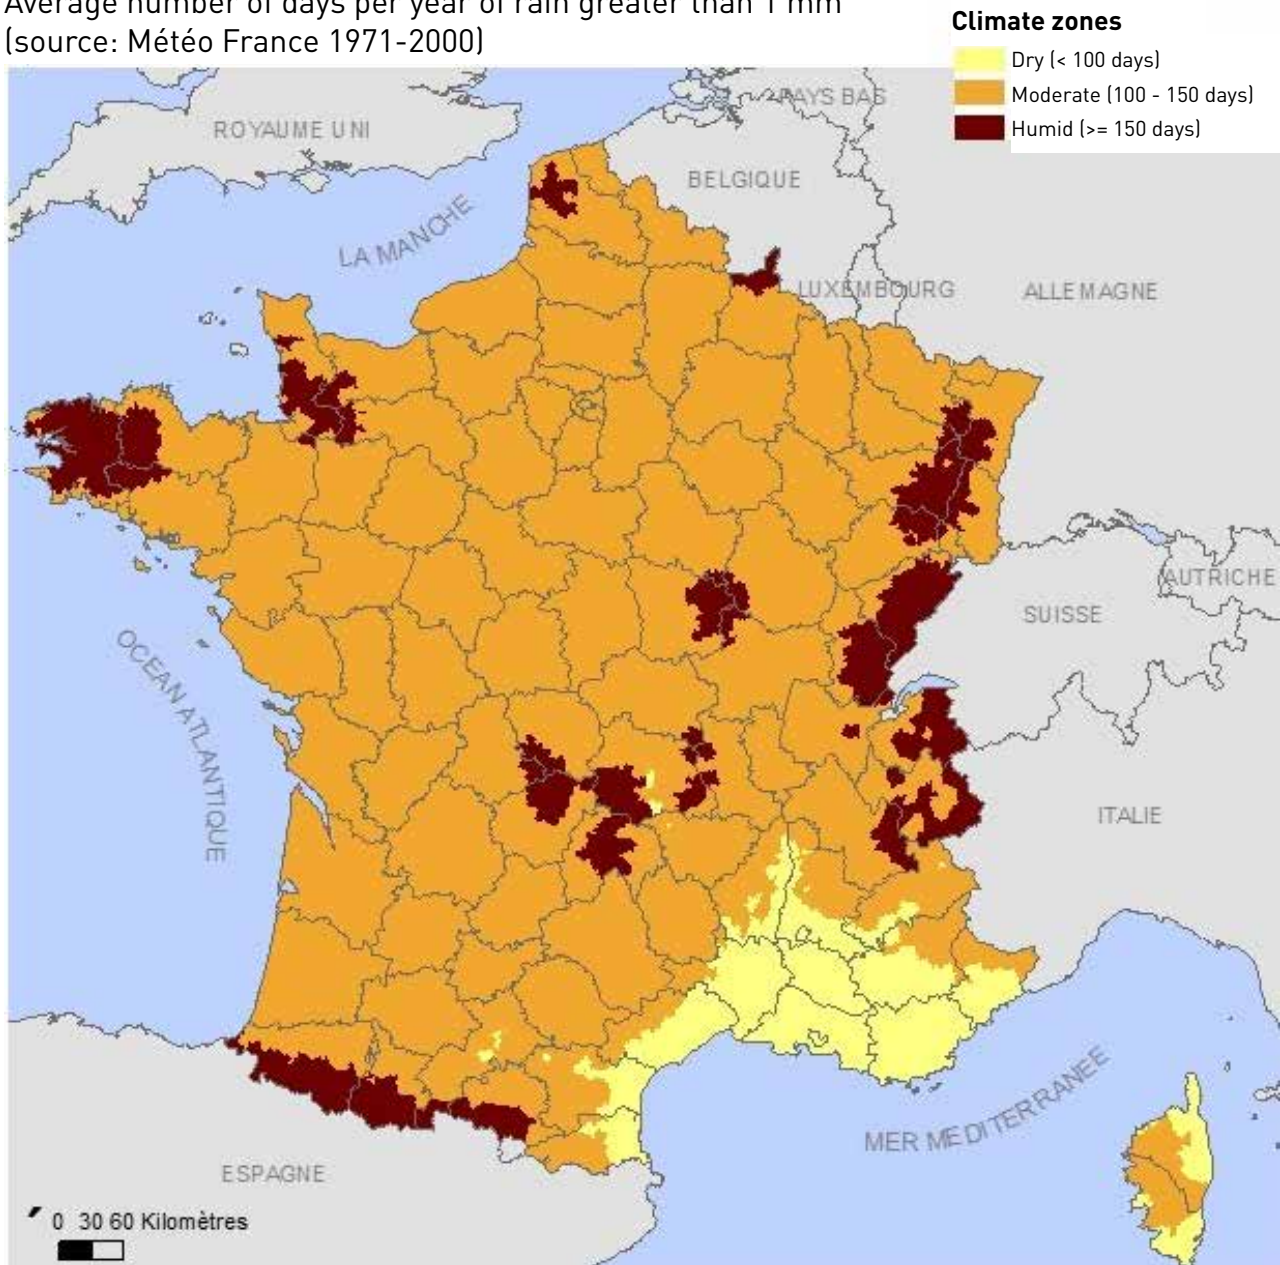 Average number of days per year of rain greater than 1 mm
(source: Météo France 1971-2000)
Climate zones
Dry (< 100 days)
Moderate (100 - 150 days)
Humid (>= 150 days)
PAYS BAS
ROYAUME UNI
BELGIQUE
LA MANCHE
LUXEMBOURG
ALLEMAGNE
AUTRICHE
SUISSE
OCEAN ATLANTIQUE
ITALIE
MER MEDITERRANEE
ESPAGNE
0 30 60 Kilomètres